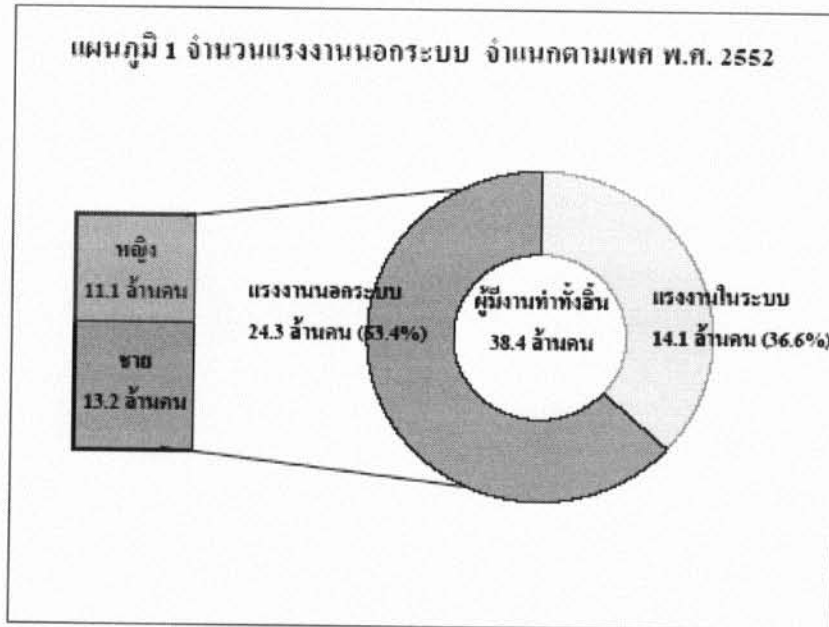 แผนภูมิ 1 จำนวนแรงงานนอกระบบ จำแนกตามเพศ พ.ศ. 2552
หญิง
11.1 ล้านคน
ชาย
13.2 ล้านคน
แรงงานนอกระบบ
24.3 ล้านคน (63.4%)
ผู้มีงานทำทั้งสิ้น
38.4 ล้านคน
แรงงานในระบบ
14.1 ล้านคน (36.6%)